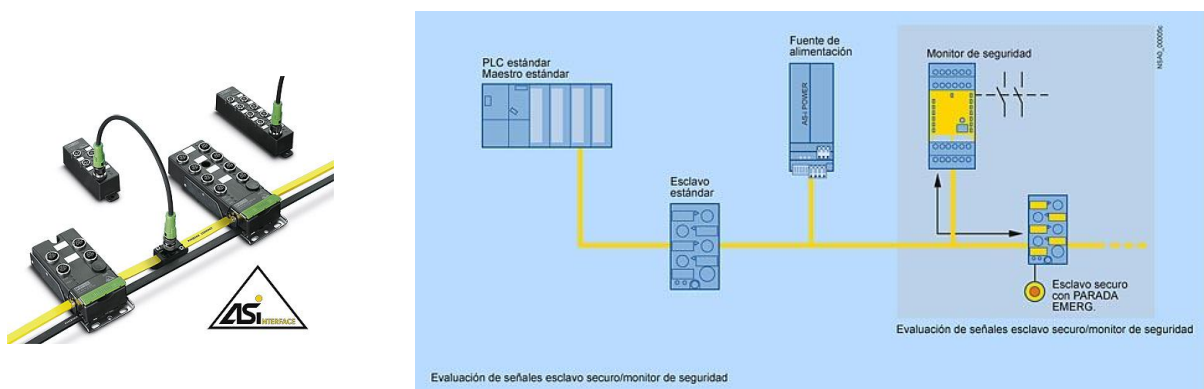 ASi
INTERFACE
PLC estándar
Maestro estándar
Fuente de
alimentación
AS-i POWER
Monitor de seguridad
NSA0_00005c
Esclavo
estándar
Esclavo securo
con PARADA
EMERG.
Evaluación de señales esclavo securo/monitor de seguridad
Evaluación de señales esclavo securo/monitor de seguridad